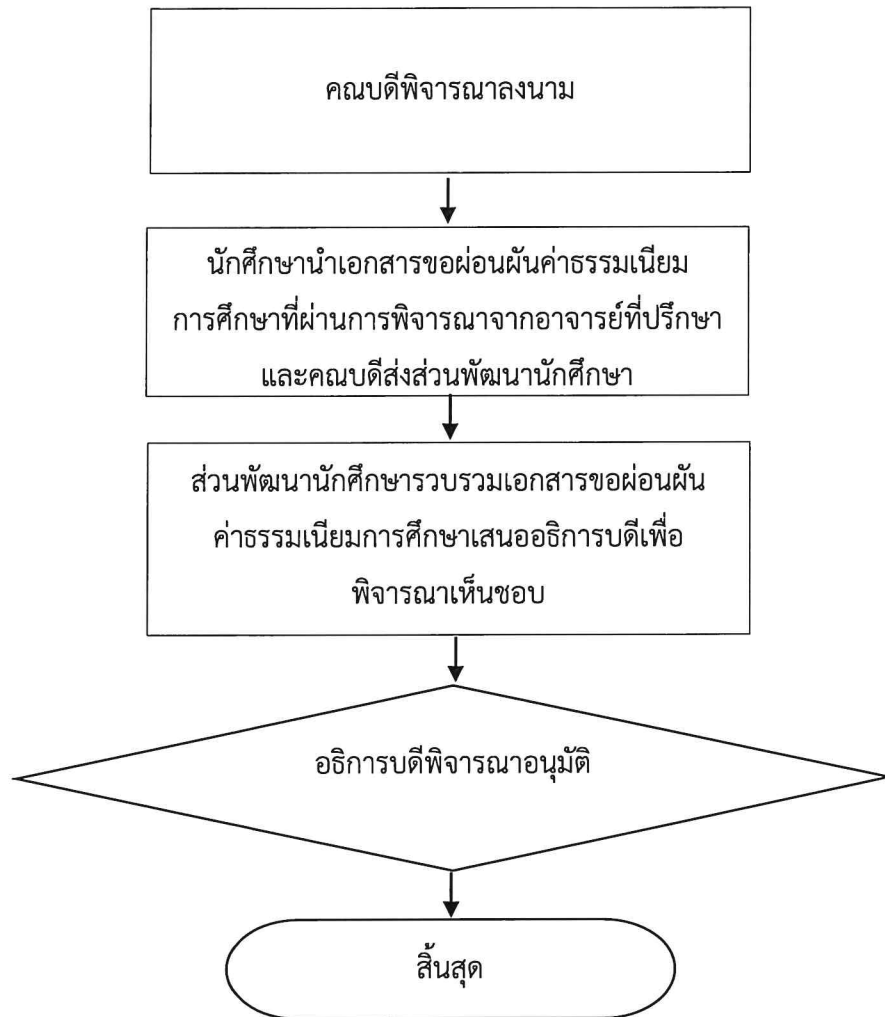 คณบดีพิจารณาลงนาม
นักศึกษานำเอกสารขอผ่อนผันค่าธรรมเนียม
การศึกษาที่ผ่านการพิจารณาจากอาจารย์ที่ปรึกษา
และคณบดีส่งส่วนพัฒนานักศึกษา
ส่วนพัฒนานักศึกษารวบรวมเอกสารขอผ่อนผัน
ค่าธรรมเนียมการศึกษาเสนออธิการบดีเพื่อ
พิจารณาเห็นชอบ
อธิการบดีพิจารณาอนุมัติ
สิ้นสุด